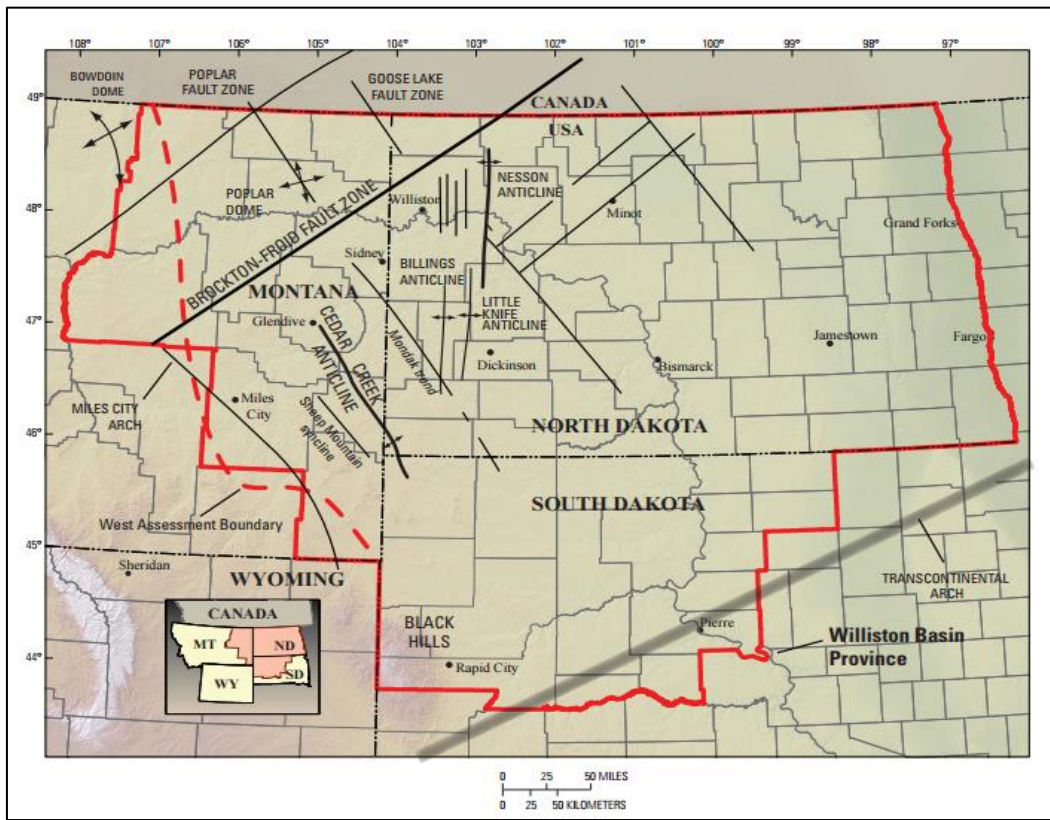 108°
107°
106°
105°
104°
103°
102°
101°
100°
99°
98°
97°
BOWDOIN
DOME
POPLAR
FAULT ZONE
GOOSE LAKE
FAULT ZONE
49°
CANADA
USA
NESSON
ANTICLINE
POPLAR
DOME
Williston
Minot
48°
Grand Forks
BROCKTON-FROID FAULT ZONE
Sidney
BILLINGS
ANTICLINE
MONTANA
LITTLE
KNIFE
ANTICLINE
47°
Glendive
CEDAR CREEK
ANTICLINE
Mondak trend
Dickinson
Jamestown
Fargo
Bismarck
MILES CITY
ARCH
Miles
City
Sheep Mountain
syncline
NORTH DAKOTA
46°
SOUTH DAKOTA
West Assessment Boundary
45°
Sheridan
WYOMING
TRANSCONTINENTAL
ARCH
CANADA
MT
ND
WY
SD
BLACK
HILLS
Pierre
Williston Basin
Province
44°
Rapid City
0 25 50 MILES
0 25 50 KILOMETERS